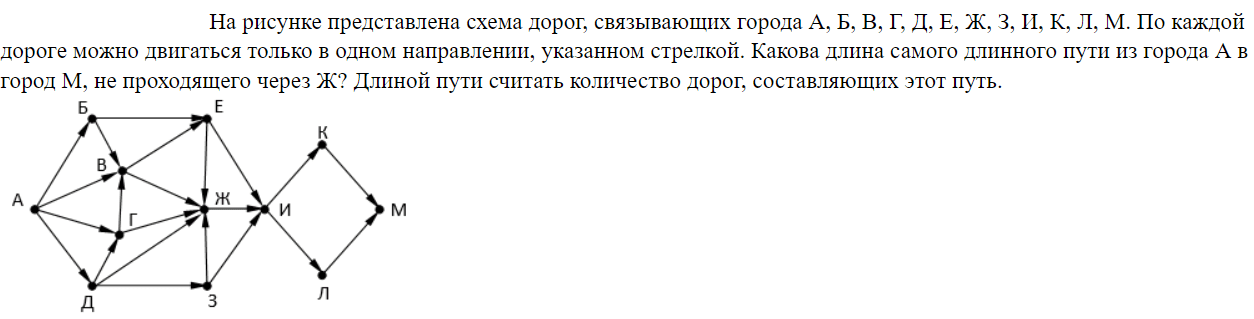 На рисунке представлена схема дорог, связывающих города А, Б, В, Г, Д, Е, Ж, З, И, К, Л, М. По каждой
дороге можно двигаться только в одном направлении, указанном стрелкой. Какова длина самого длинного пути из города А в
город М, не проходящего через Ж? Длиной пути считать количество дорог, составляющих этот путь.
Б
Е
К
В
А
Ж
И
М
Г
Д
З
Л